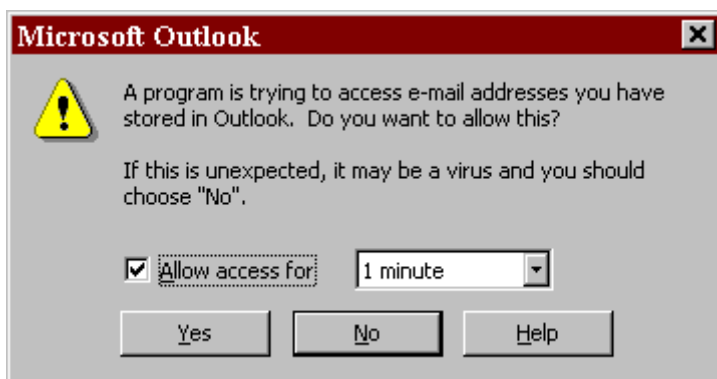 Microsoft Outlook
A program is trying to access e-mail addresses you have
stored in Outlook.  Do you want to allow this?
If this is unexpected, it may be a virus and you should
choose "No".
Allow access for 1 minute
Yes No Help